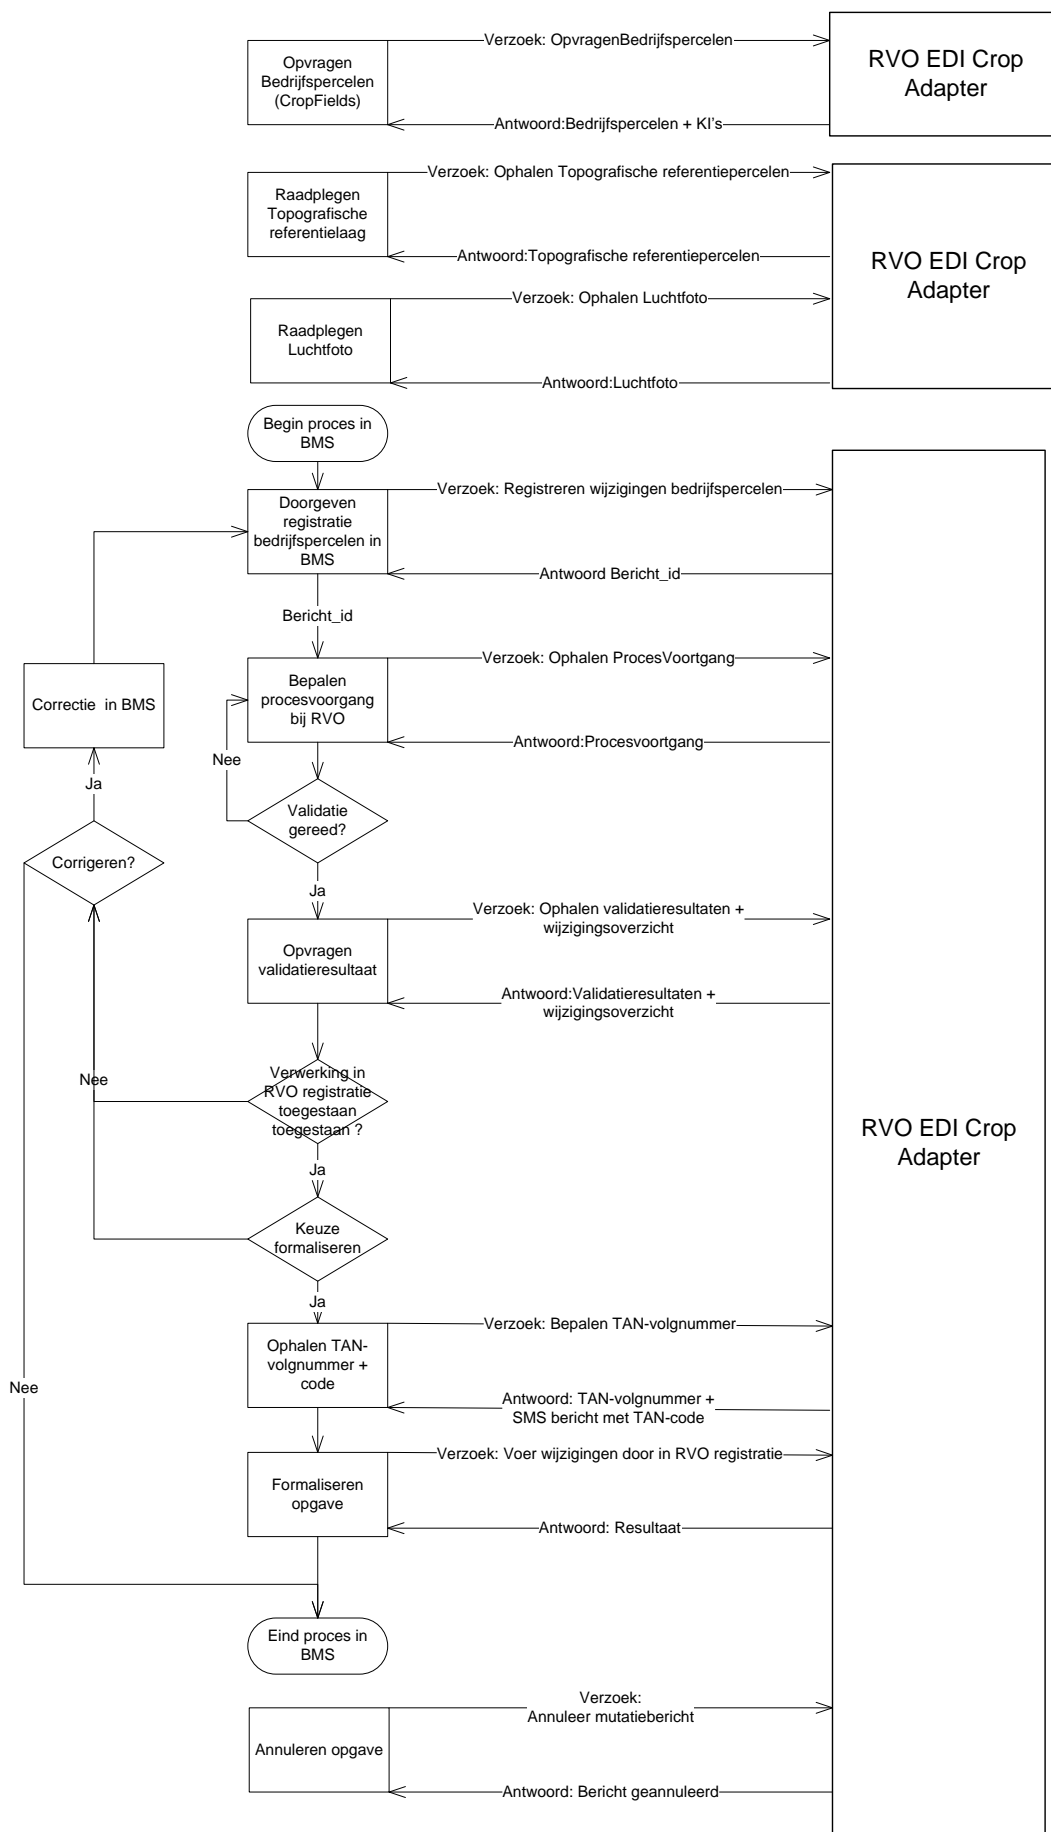 Verzoek: OpvragenBedrijfspercelen
Opvragen
Bedrijfspercelen
(CropFields)
Antwoord:Bedrijfspercelen + KI's
RVO EDI Crop
Adapter
Verzoek: Ophalen Topografische referentiepercelen
Raadplegen
Topografische
referentielaag
Antwoord:Topografische referentiepercelen
Verzoek: Ophalen Luchtfoto
Raadplegen
Luchtfoto
Antwoord:Luchtfoto
RVO EDI Crop
Adapter
Begin proces in
BMS
Verzoek: Registreren wijzigingen bedrijfspercelen
Doorgeven
registratie
bedrijfspercelen in
BMS
Antwoord Bericht_id
Bericht_id
Verzoek: Ophalen ProcesVoortgang
Bepalen
procesvoorgang
bij RVO
Antwoord:Procesvoortgang
Correctie  in BMS
Nee
Ja
Validatie
gereed?
Corrigeren?
Ja
Verzoek: Ophalen validatieresultaten +
wijzigingsoverzicht
Opvragen
validatieresultaat
Antwoord:Validatieresultaten +
wijzigingsoverzicht
Nee
Verwerking in
RVO registratie
toegestaan
toegestaan ?
RVO EDI Crop
Adapter
Ja
Keuze
formaliseren
Ja
Verzoek: Bepalen TAN-volgnummer
Ophalen TAN-
volgnummer +
code
Nee
Antwoord: TAN-volgnummer +
SMS bericht met TAN-code
Verzoek: Voer wijzigingen door in RVO registratie
Formaliseren
opgave
Antwoord: Resultaat
Eind proces in
BMS
Verzoek:
Annuleer mutatiebericht
Annuleren opgave
Antwoord: Bericht geannuleerd